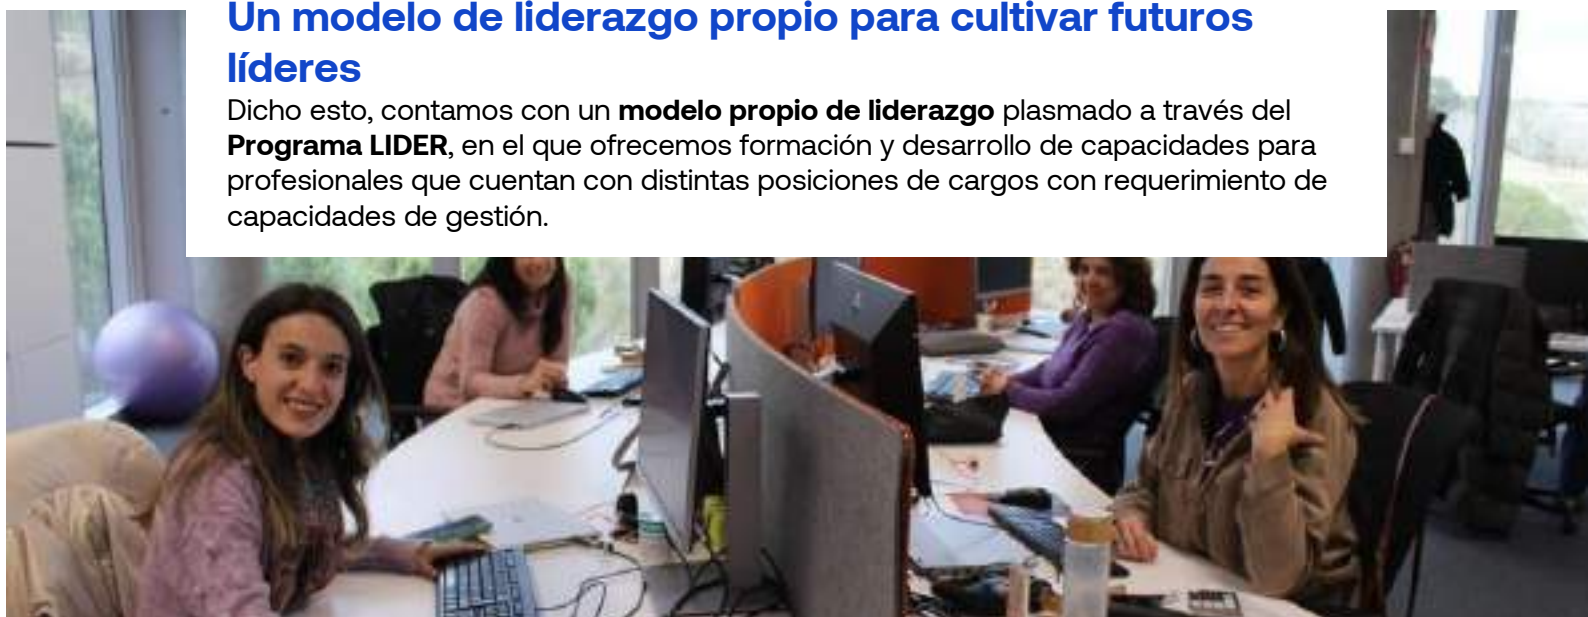 Un modelo de liderazgo propio para cultivar futuros
líderes
Dicho esto, contamos con un modelo propio de liderazgo plasmado a través del
Programa LIDER, en el que ofrecemos formación y desarrollo de capacidades para
profesionales que cuentan con distintas posiciones de cargos con requerimiento de
capacidades de gestión.